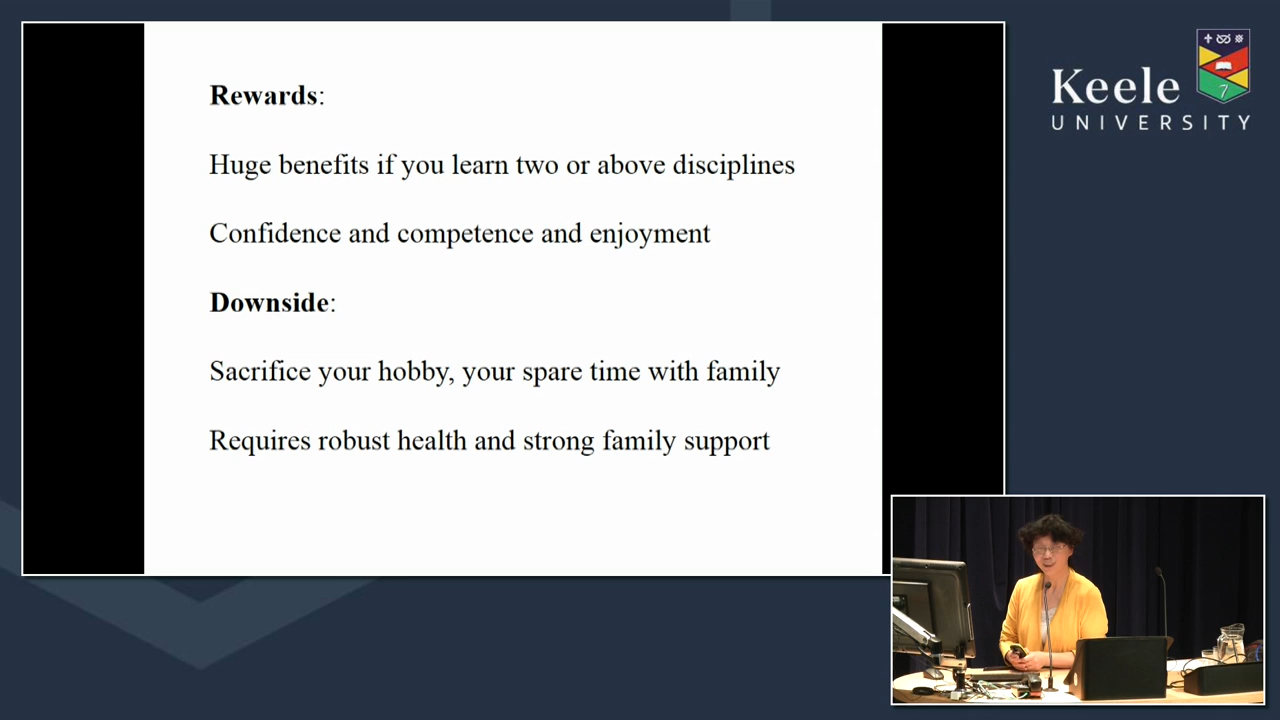 Rewards:
Huge benefits if you learn two or above disciplines
Confidence and competence and enjoyment
Downside:
Sacrifice your hobby, your spare time with family
Requires robust health and strong family support
Keele
UNIVERSITY